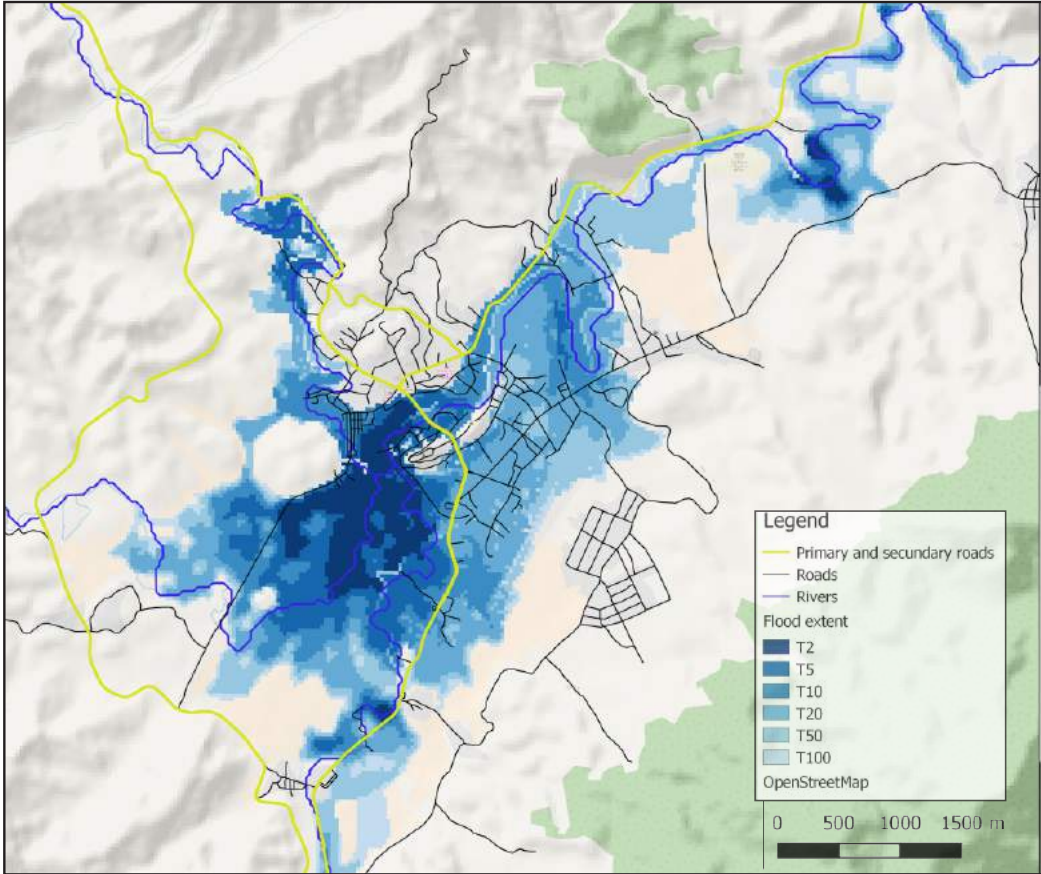 Legend
Primary and secundary roads
Roads
Rivers
Flood extent
T2
T5
T10
T20
T50
T100
OpenStreetMap
0 500 1000 1500 m